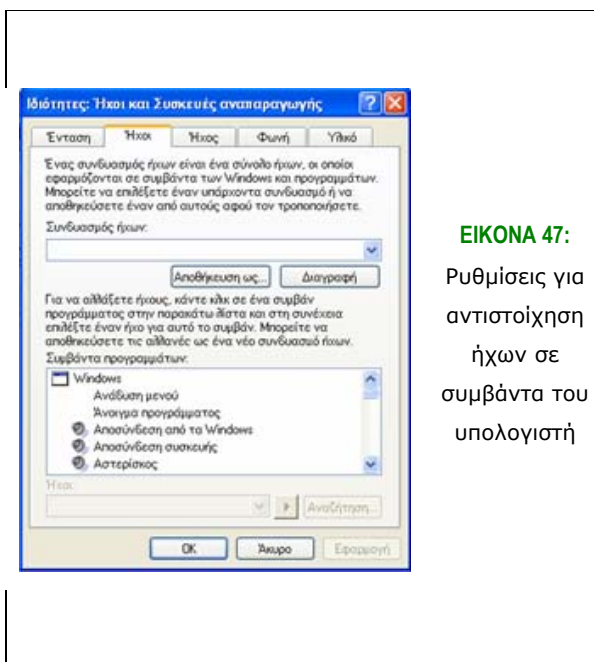 Ιδιότητες: Ήχοι και Συσκευές αναπαραγωγής
Ένταση Ήχοι Ήχος Φωνή Υλικό
Ένας συνδυασμός ήχων είναι ένα σύνολο ήχων, οι οποίοι
εφαρμόζονται σε συμβάντα των Windows και προγραμμάτων.
Μπορείτε να επιλέξετε έναν υπάρχοντα συνδυασμό ή να
αποθηκεύσετε έναν από αυτούς αφού τον τροποποιήσετε.
Συνδυασμός ήχων:
Αποθήκευση ως... Διαγραφή
Για να αλλάξετε ήχους, κάντε κλικ σε ένα συμβάν
προγράμματος στην παρακάτω λίστα και στη συνέχεια
επιλέξτε έναν ήχο για αυτό το συμβάν. Μπορείτε να
αποθηκεύσετε τις αλλαγές ως ένα νέο συνδυασμό ήχων.
Συμβάντα προγραμμάτων:
Windows
Ανάδυση μενού
Άνοιγμα προγράμματος
Αποσύνδεση από τα Windows
Αποσύνδεση συσκευής
Αστερίσκος
Ήχοι:
Αναζήτηση...
OK Άκυρο Εφαρμογή
ΕΙΚΟΝΑ 47:
Ρυθμίσεις για
αντιστοίχηση
ήχων σε
συμβάντα του
υπολογιστή